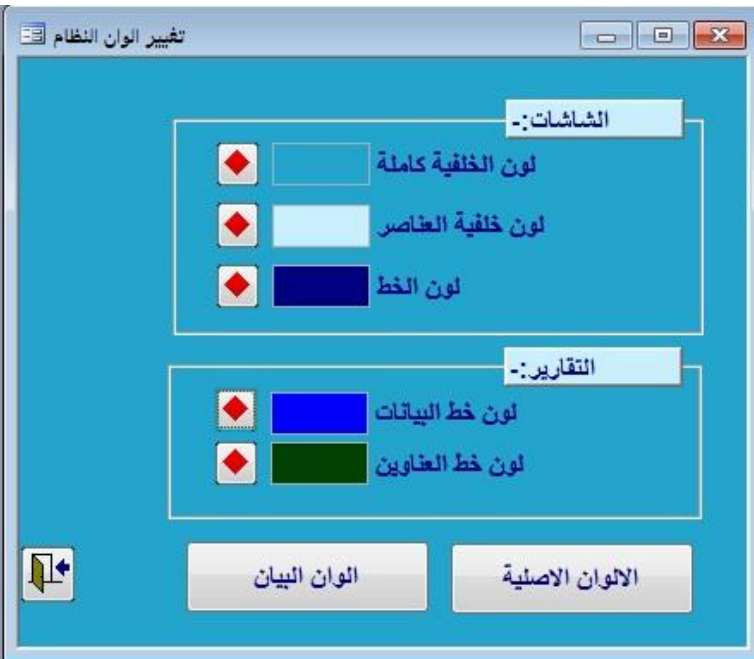 تغيير الوان النظام
الشاشات:-
لون الخلفية كاملة
لون خلفية العناصر
لون الخط
التقارير:-
لون خط البيانات
لون خط العناوين
الالوان الاصلية
الوان البيان